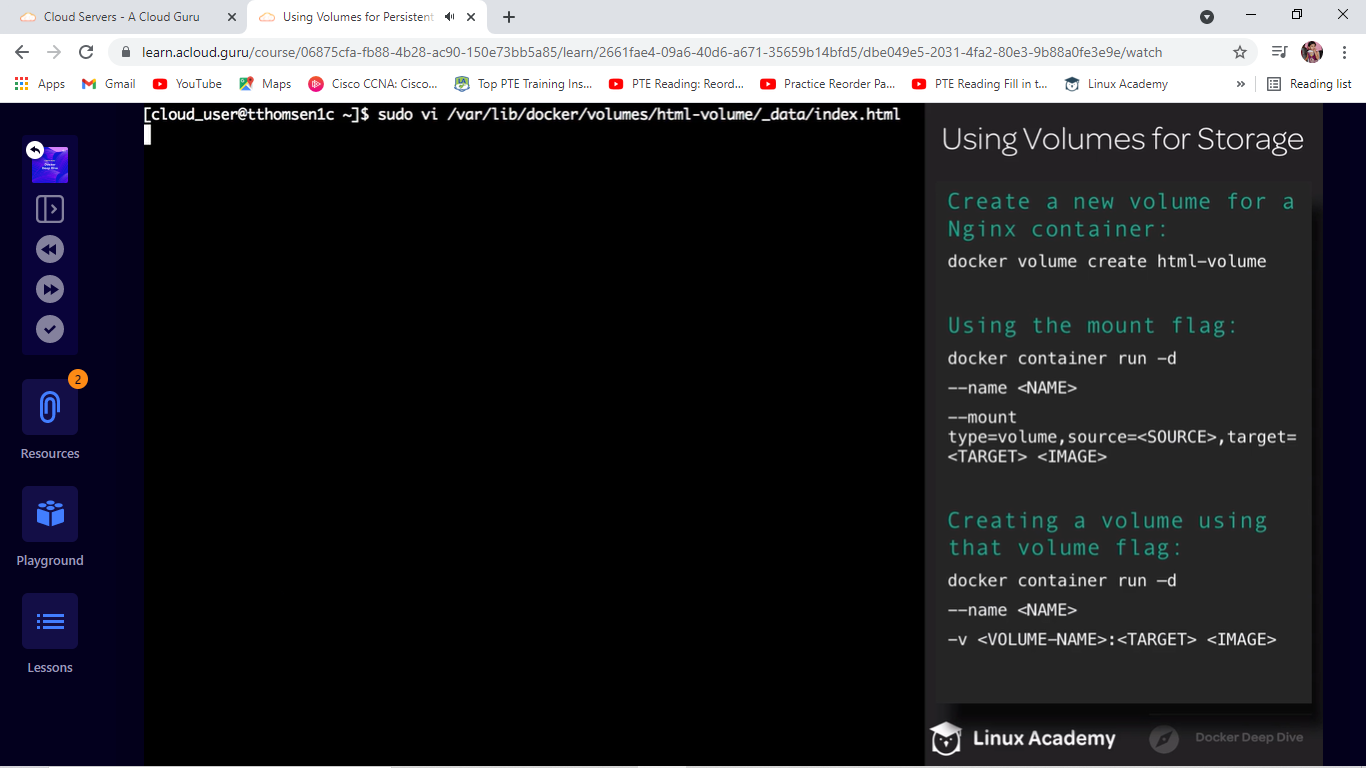 Cloud Servers - A Cloud Guru
Using Volumes for Persistent
learn.acloud.guru/course/06875cfa-fb88-4b28-ac90-150e73bb5a85/learn/2661fae4-09a6-40d6-a671-35659b14bfd5/dbe049e5-2031-4fa2-80e3-9b88a0fe3e9e/watch
Apps Gmail YouTube Maps Cisco CCNA: Cisco... Top PTE Training Ins... PTE Reading: Reord... Practice Reorder Pa... PTE Reading Fill in t... Linux Academy » Reading list
[cloud_user@tthomsen1c ~]$ sudo vi /var/lib/docker/volumes/html-volume/_data/index.html
Docker
Deep Dive
2
Resources
Playground
Lessons
Using Volumes for Storage
Create a new volume for a
Nginx container:
docker volume create html-volume
Using the mount flag:
docker container run -d
--name <NAME>
--mount
type=volume,source=<SOURCE>,target=
<TARGET> <IMAGE>
Creating a volume using
that volume flag:
docker container run -d
--name <NAME>
-v <VOLUME-NAME>:<TARGET> <IMAGE>
Linux Academy
Docker Deep Dive